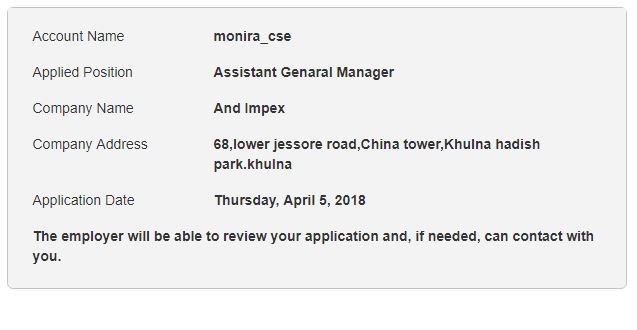 Account Name monira_cse
Applied Position Assistant Genaral Manager
Company Name And Impex
Company Address 68,lower jessore road,China tower,Khulna hadish
park.khulna
Application Date Thursday, April 5, 2018
The employer will be able to review your application and, if needed, can contact with
you.